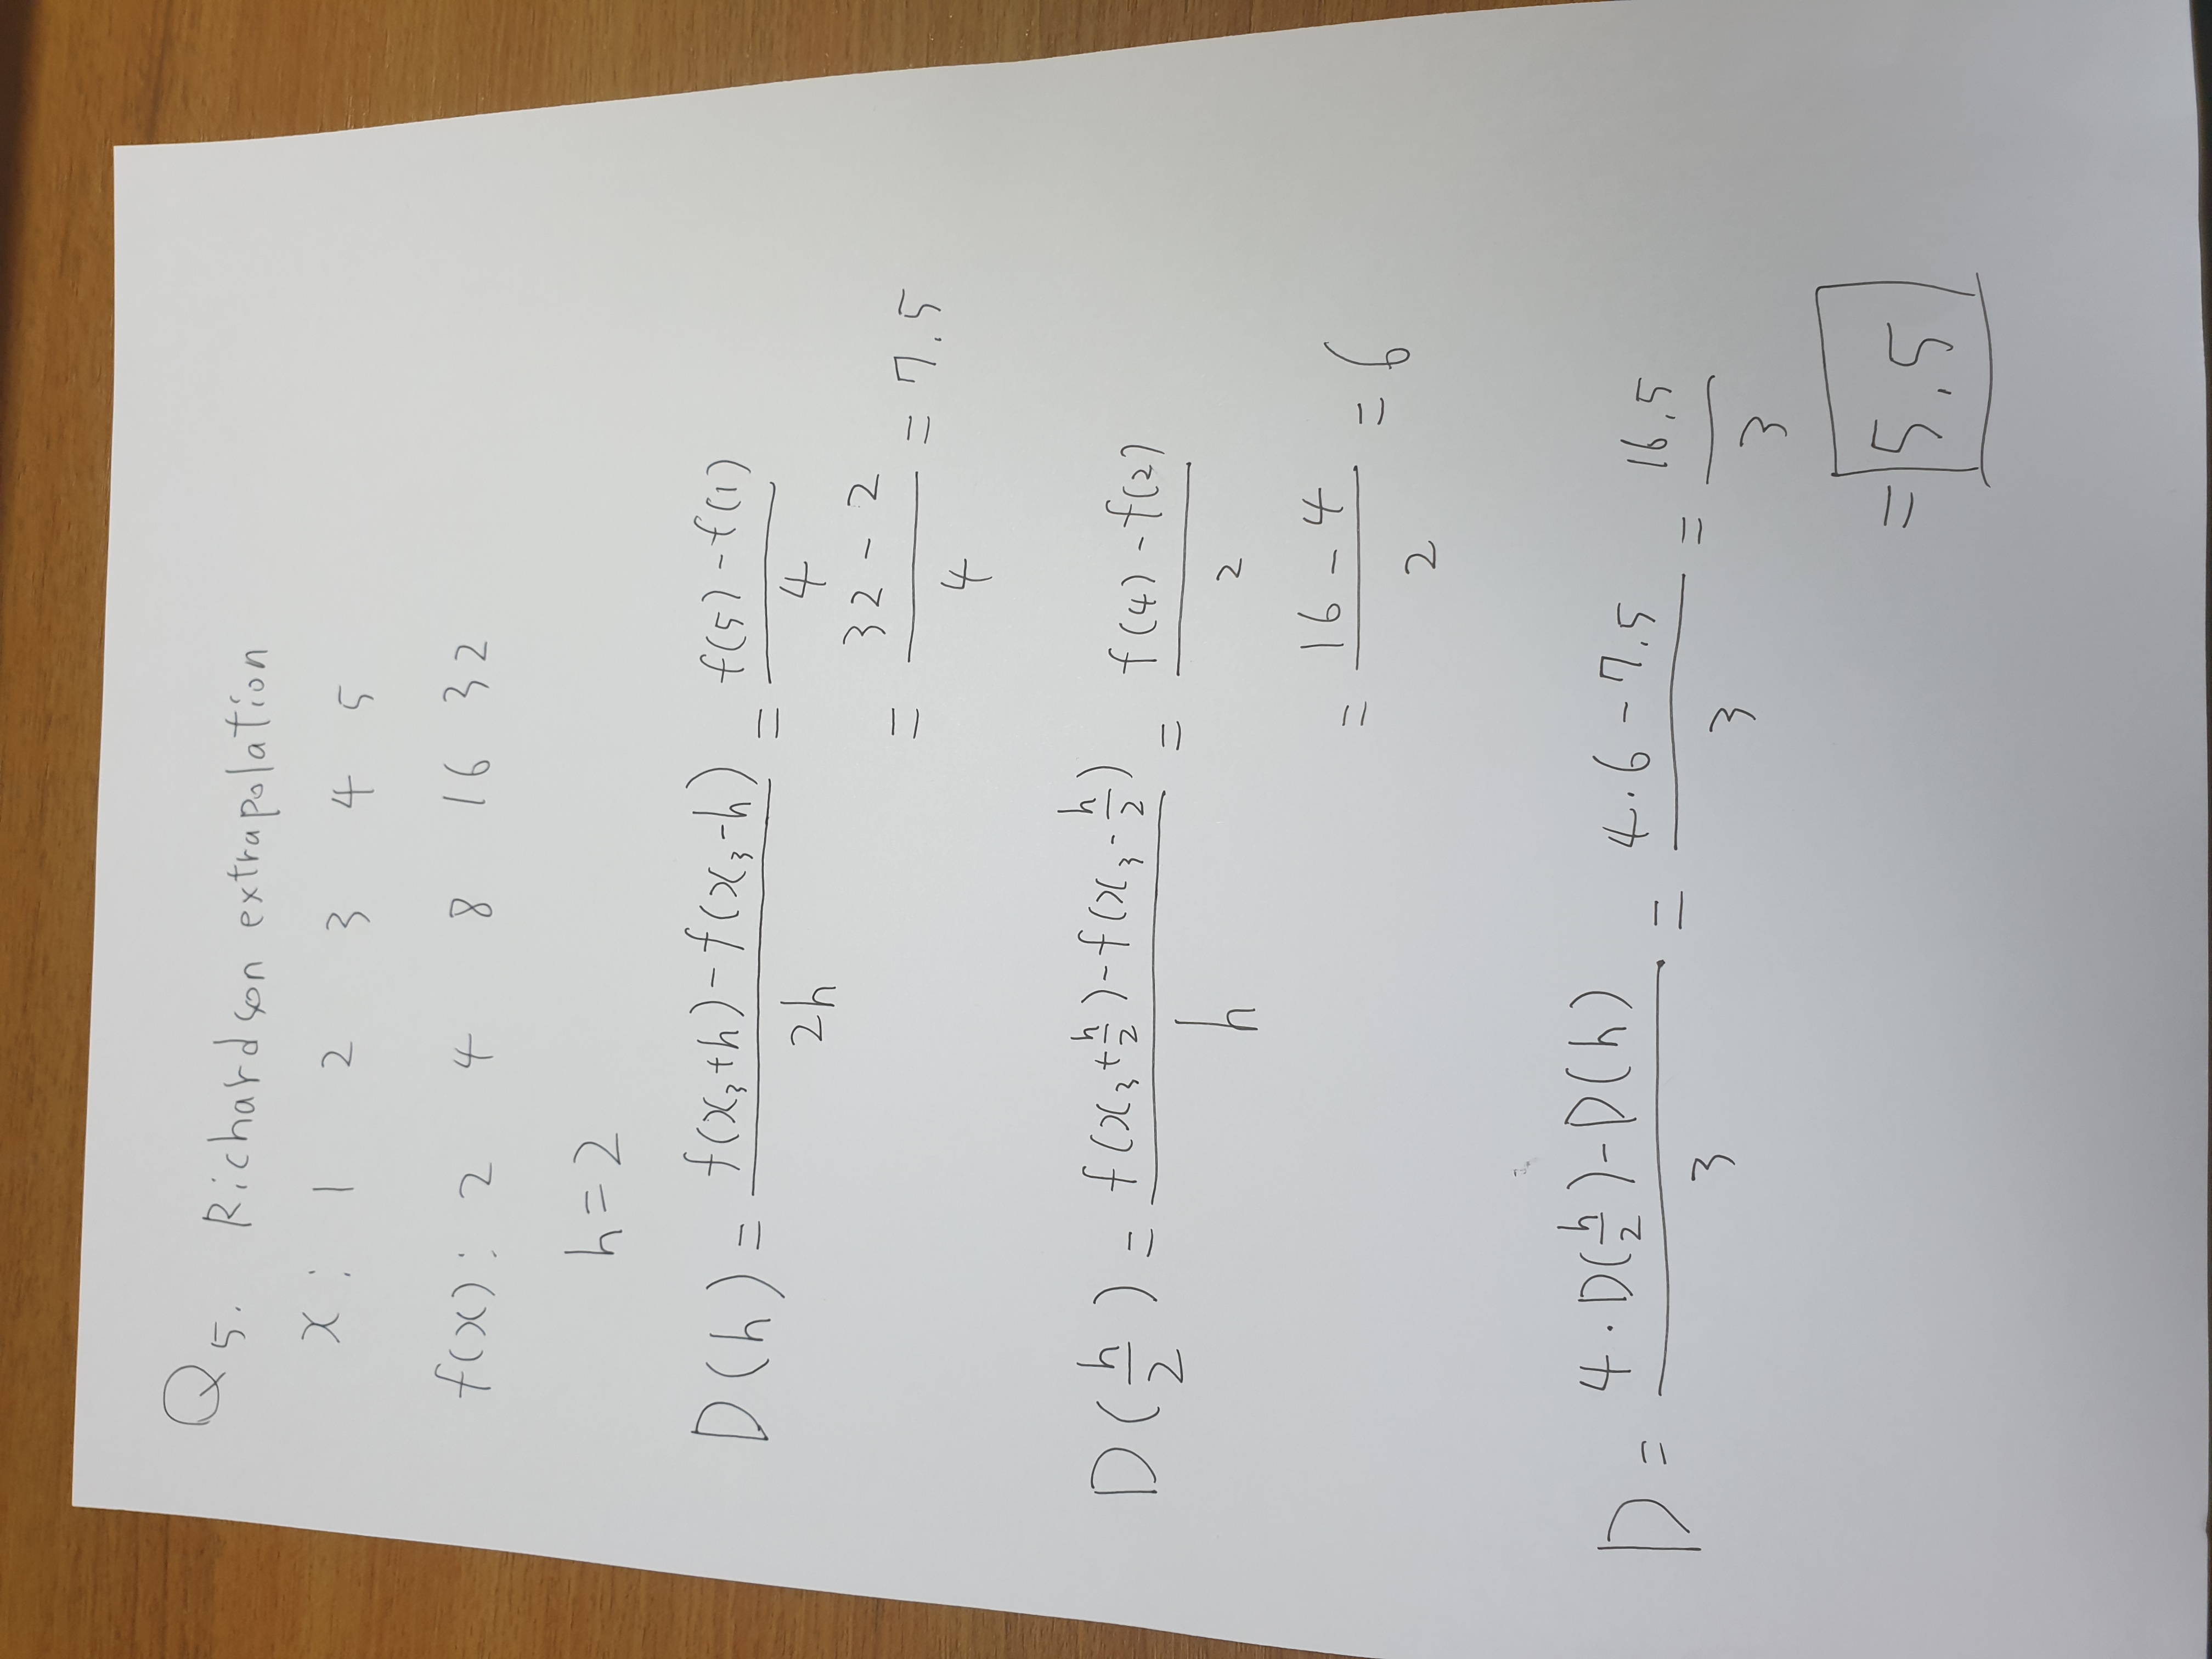 Q5. Richardson extrapolation
x: 1 2 3 4 5
f(x): 2 4 8 16 32
h=2
D(h) = \frac{f(x_3+h)-f(x_3-h)}{2h} = \frac{f(5)-f(1)}{4}
= \frac{32-2}{4} = 7.5
D(\frac{h}{2}) = \frac{f(x_3+\frac{h}{2})-f(x_3-\frac{h}{2})}{h} = \frac{f(4)-f(2)}{2}
= \frac{16-4}{2} = 6
D = \frac{4·D(\frac{h}{2})-D(h)}{3} = \frac{4·6-7.5}{3} = \frac{16.5}{3}
= 5.5